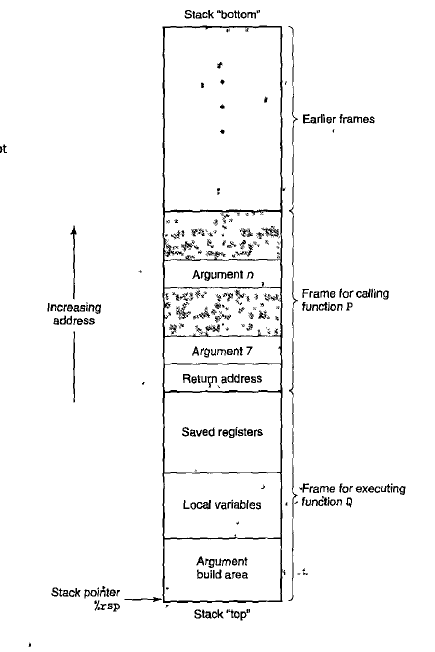 Stack "bottom"
Earlier frames
Increasing
address
Argument n
Frame for calling
function P
Argument 7
Return address
Saved registers
Local variables
Frame for executing
function Q
Argument
build area
Stack pointer
%rsp
Stack "top"